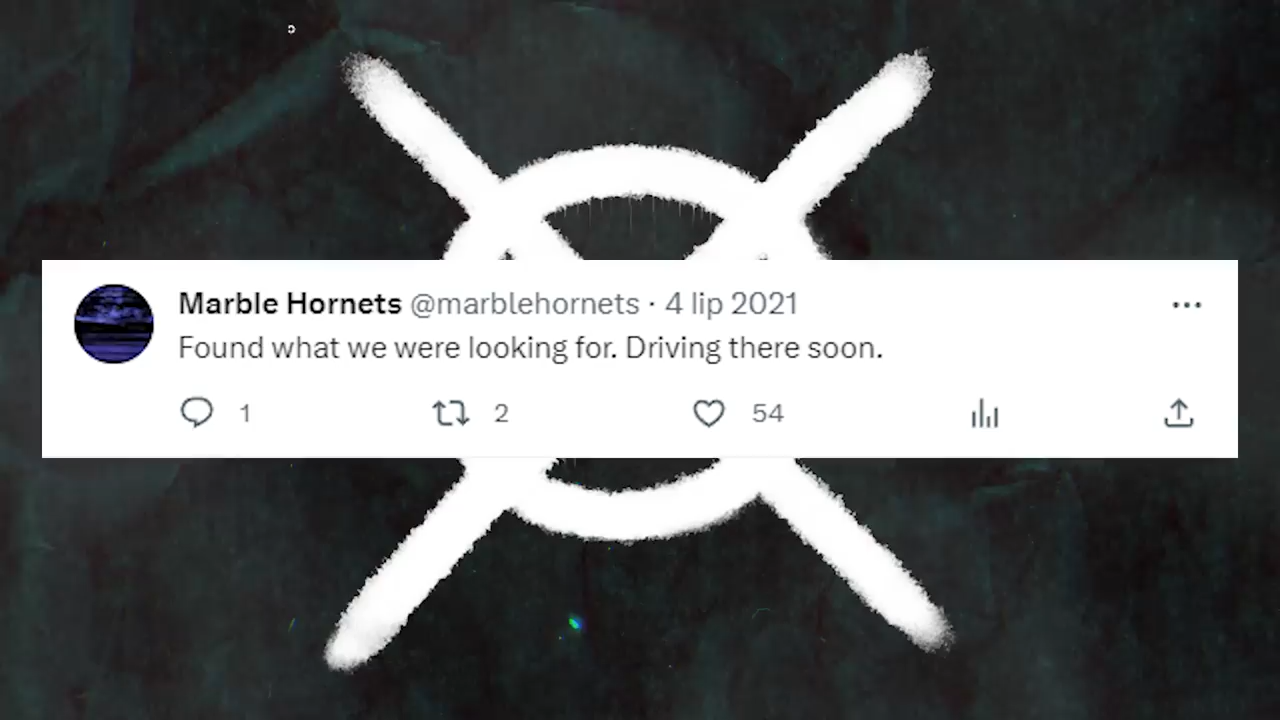 Marble Hornets @marblehornets · 4 lip 2021
Found what we were looking for. Driving there soon.
1 2 54